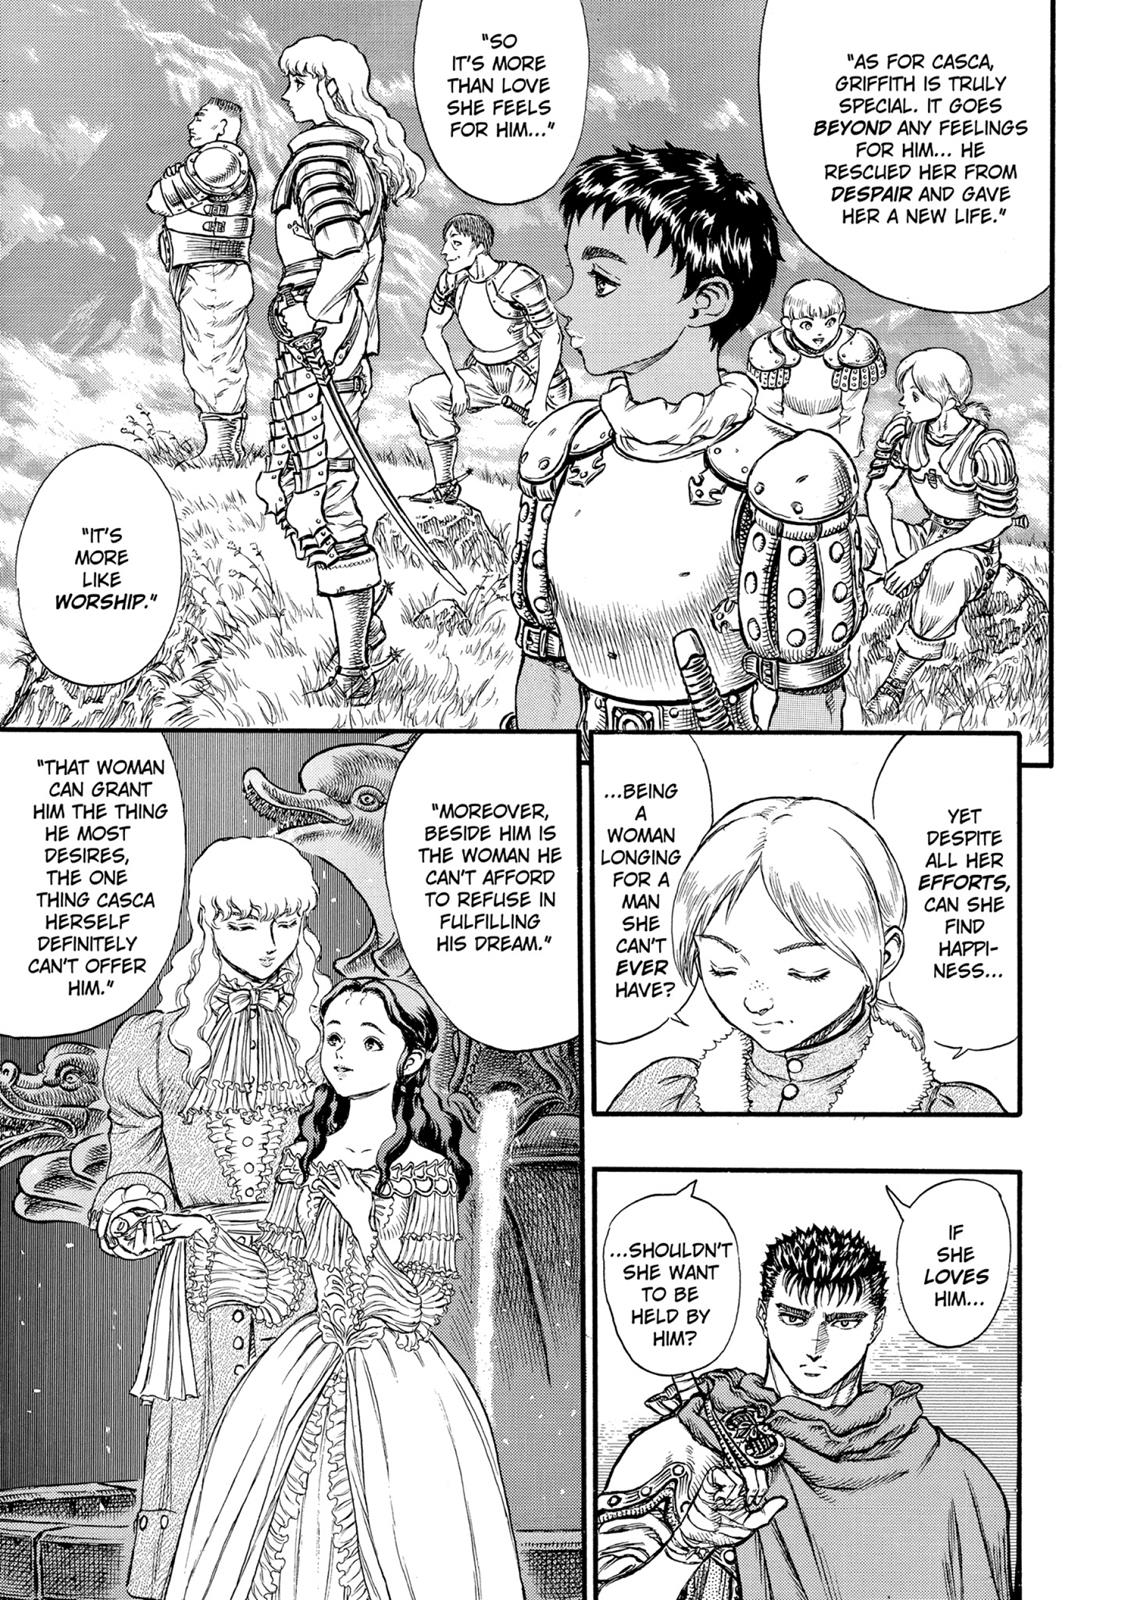 "AS FOR CASCA,
GRIFFITH IS TRULY
SPECIAL. IT GOES
BEYOND ANY FEELINGS
FOR HIM... HE
RESCUED HER FROM
DESPAIR AND GAVE
HER A NEW LIFE."
"SO
IT'S MORE
THAN LOVE
SHE FEELS
FOR HIM..."
"IT'S
MORE
LIKE
WORSHIP."
YET
DESPITE
ALL HER
EFFORTS,
CAN SHE
FIND
HAPPI-
NESS...
...BEING
A
WOMAN
LONGING
FOR A
MAN
SHE
CAN'T
EVER
HAVE?
"MOREOVER,
BESIDE HIM IS
THE WOMAN HE
CAN'T AFFORD
TO REFUSE IN
FULFILLING
HIS DREAM."
"THAT WOMAN
CAN GRANT
HIM THE THING
HE MOST
DESIRES,
THE ONE
THING CASCA
HERSELF
DEFINITELY
CAN'T OFFER
HIM."
IF
SHE
LOVES
HIM...
...SHOULDN'T
SHE WANT
TO BE
HELD BY
HIM?